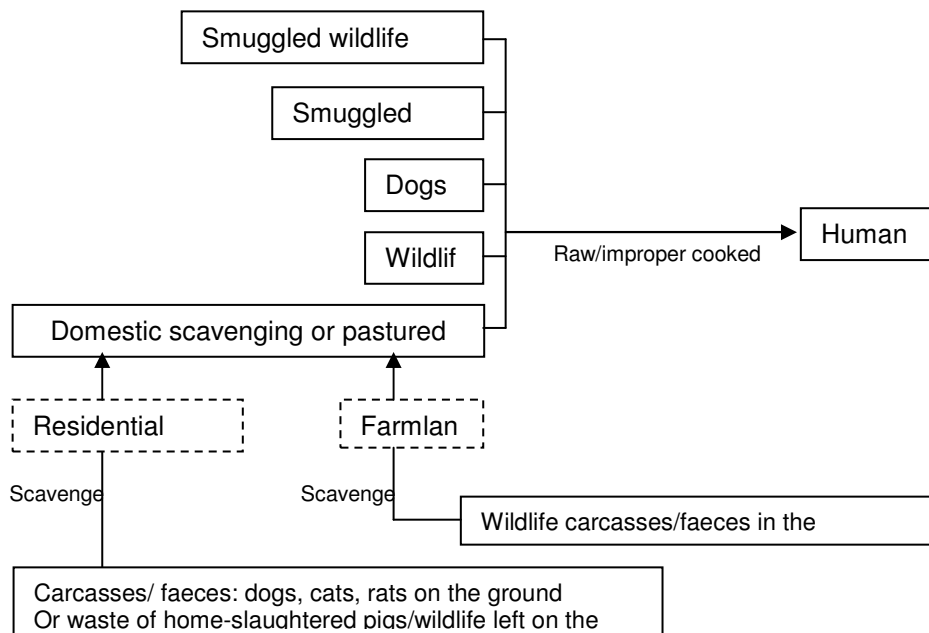 Smuggled wildlife
Smuggled
Dogs
Wildlif
Raw/improper cooked
Human
Domestic scavenging or pastured
Residential
Farmlan
Scavenge
Scavenge
Wildlife carcasses/faeces in the
Carcasses/ faeces: dogs, cats, rats on the ground
Or waste of home-slaughtered pigs/wildlife left on the